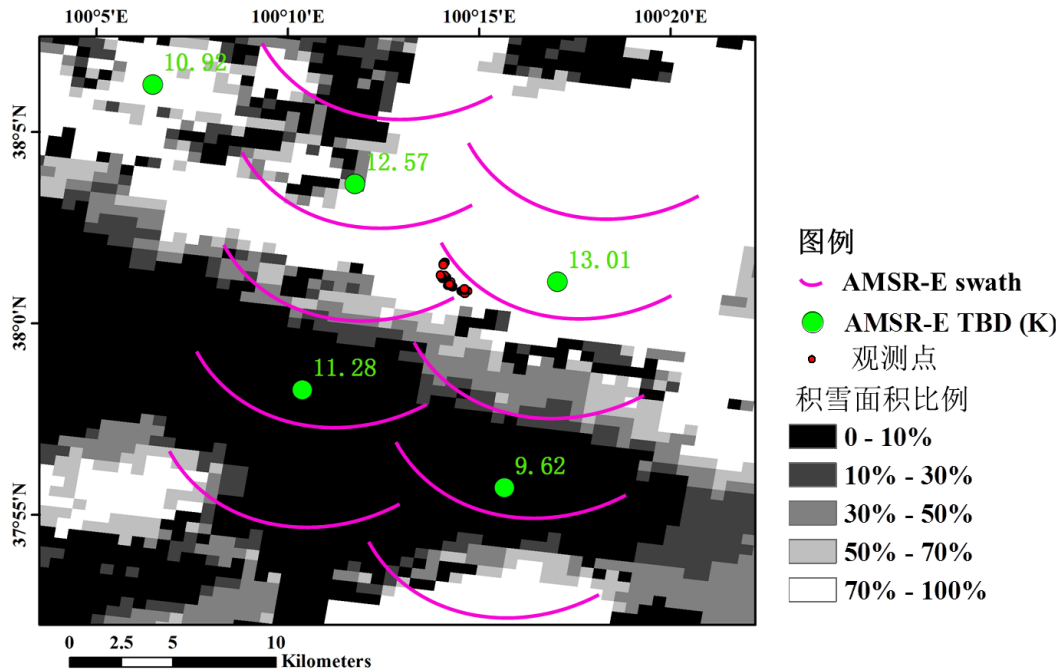 100°5'E 100°10'E 100°15'E 100°20'E
38°5'N
38°0'N
37°55'N
10.92
12.57
13.01
11.28
9.62
图例
AMSR-E swath
AMSR-E TBD (K)
观测点
积雪面积比例
0 - 10%
10% - 30%
30% - 50%
50% - 70%
70% - 100%
0 2.5 5 10
Kilometers